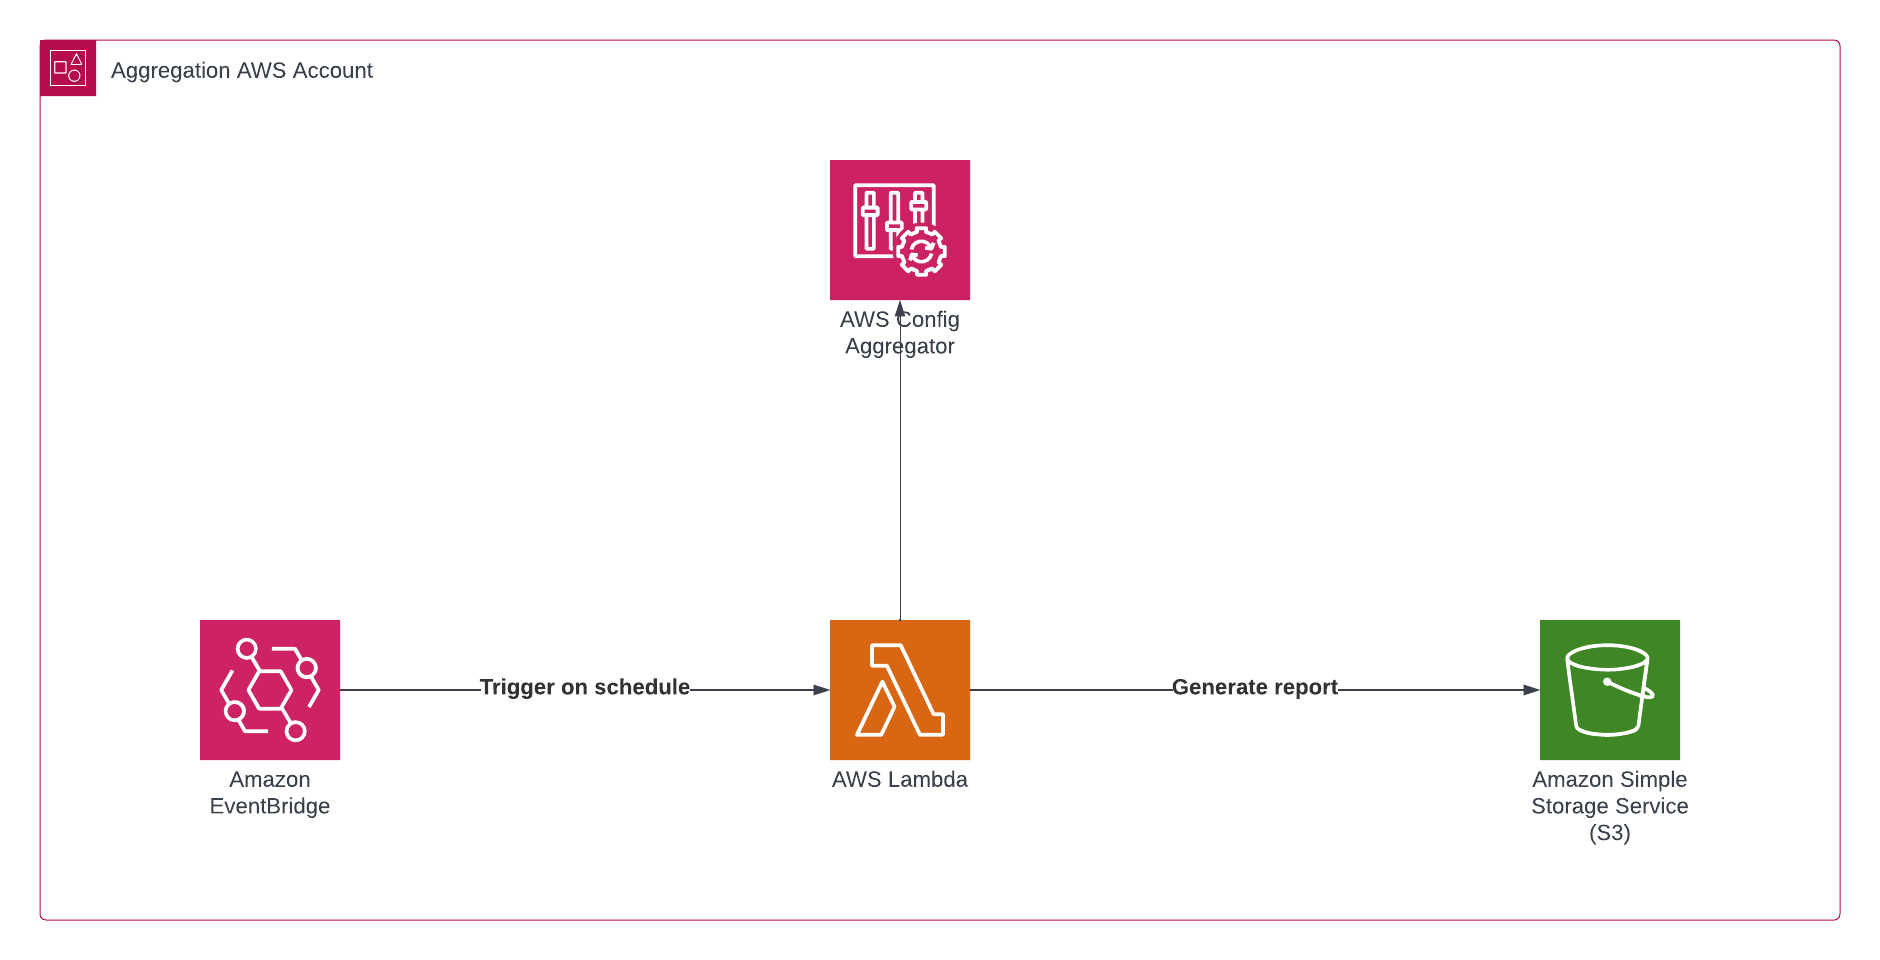 Aggregation AWS Account
AWS Config
Aggregator
Trigger on schedule
Generate report
Amazon
EventBridge
AWS Lambda
Amazon Simple
Storage Service
(S3)